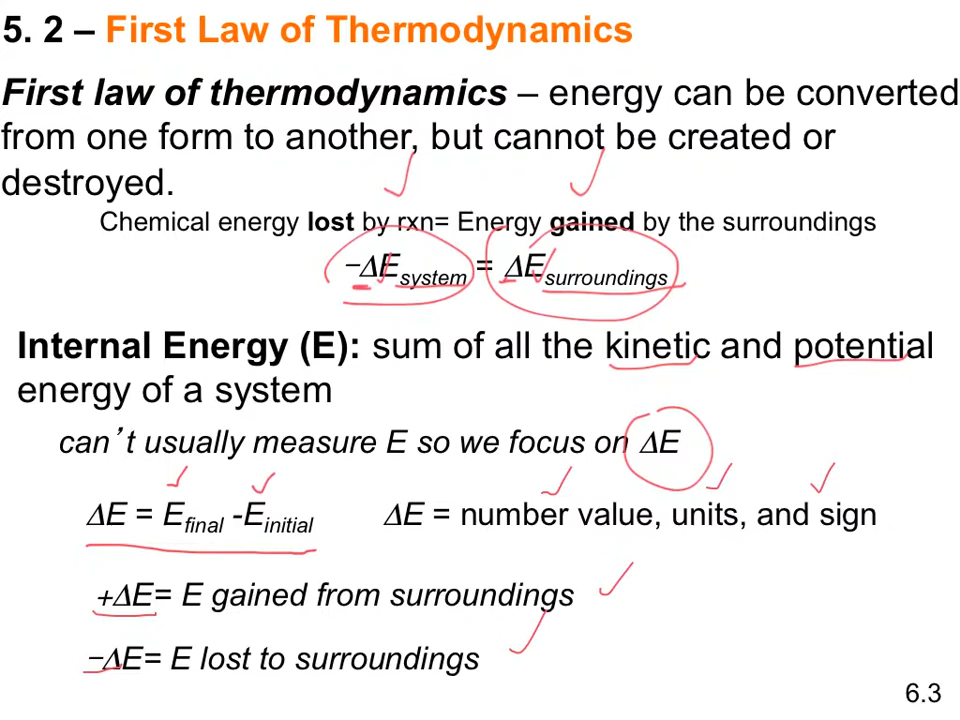 5. 2 – First Law of Thermodynamics
First law of thermodynamics – energy can be converted
from one form to another, but cannot be created or
destroyed.
Chemical energy lost by rxn= Energy gained by the surroundings
−ΔEsystem = ΔEsurroundings
Internal Energy (E): sum of all the kinetic and potential
energy of a system
can’t usually measure E so we focus on ΔE
ΔE = Efinal -Einitial ΔE = number value, units, and sign
+ΔE= E gained from surroundings
−ΔE= E lost to surroundings
6.3